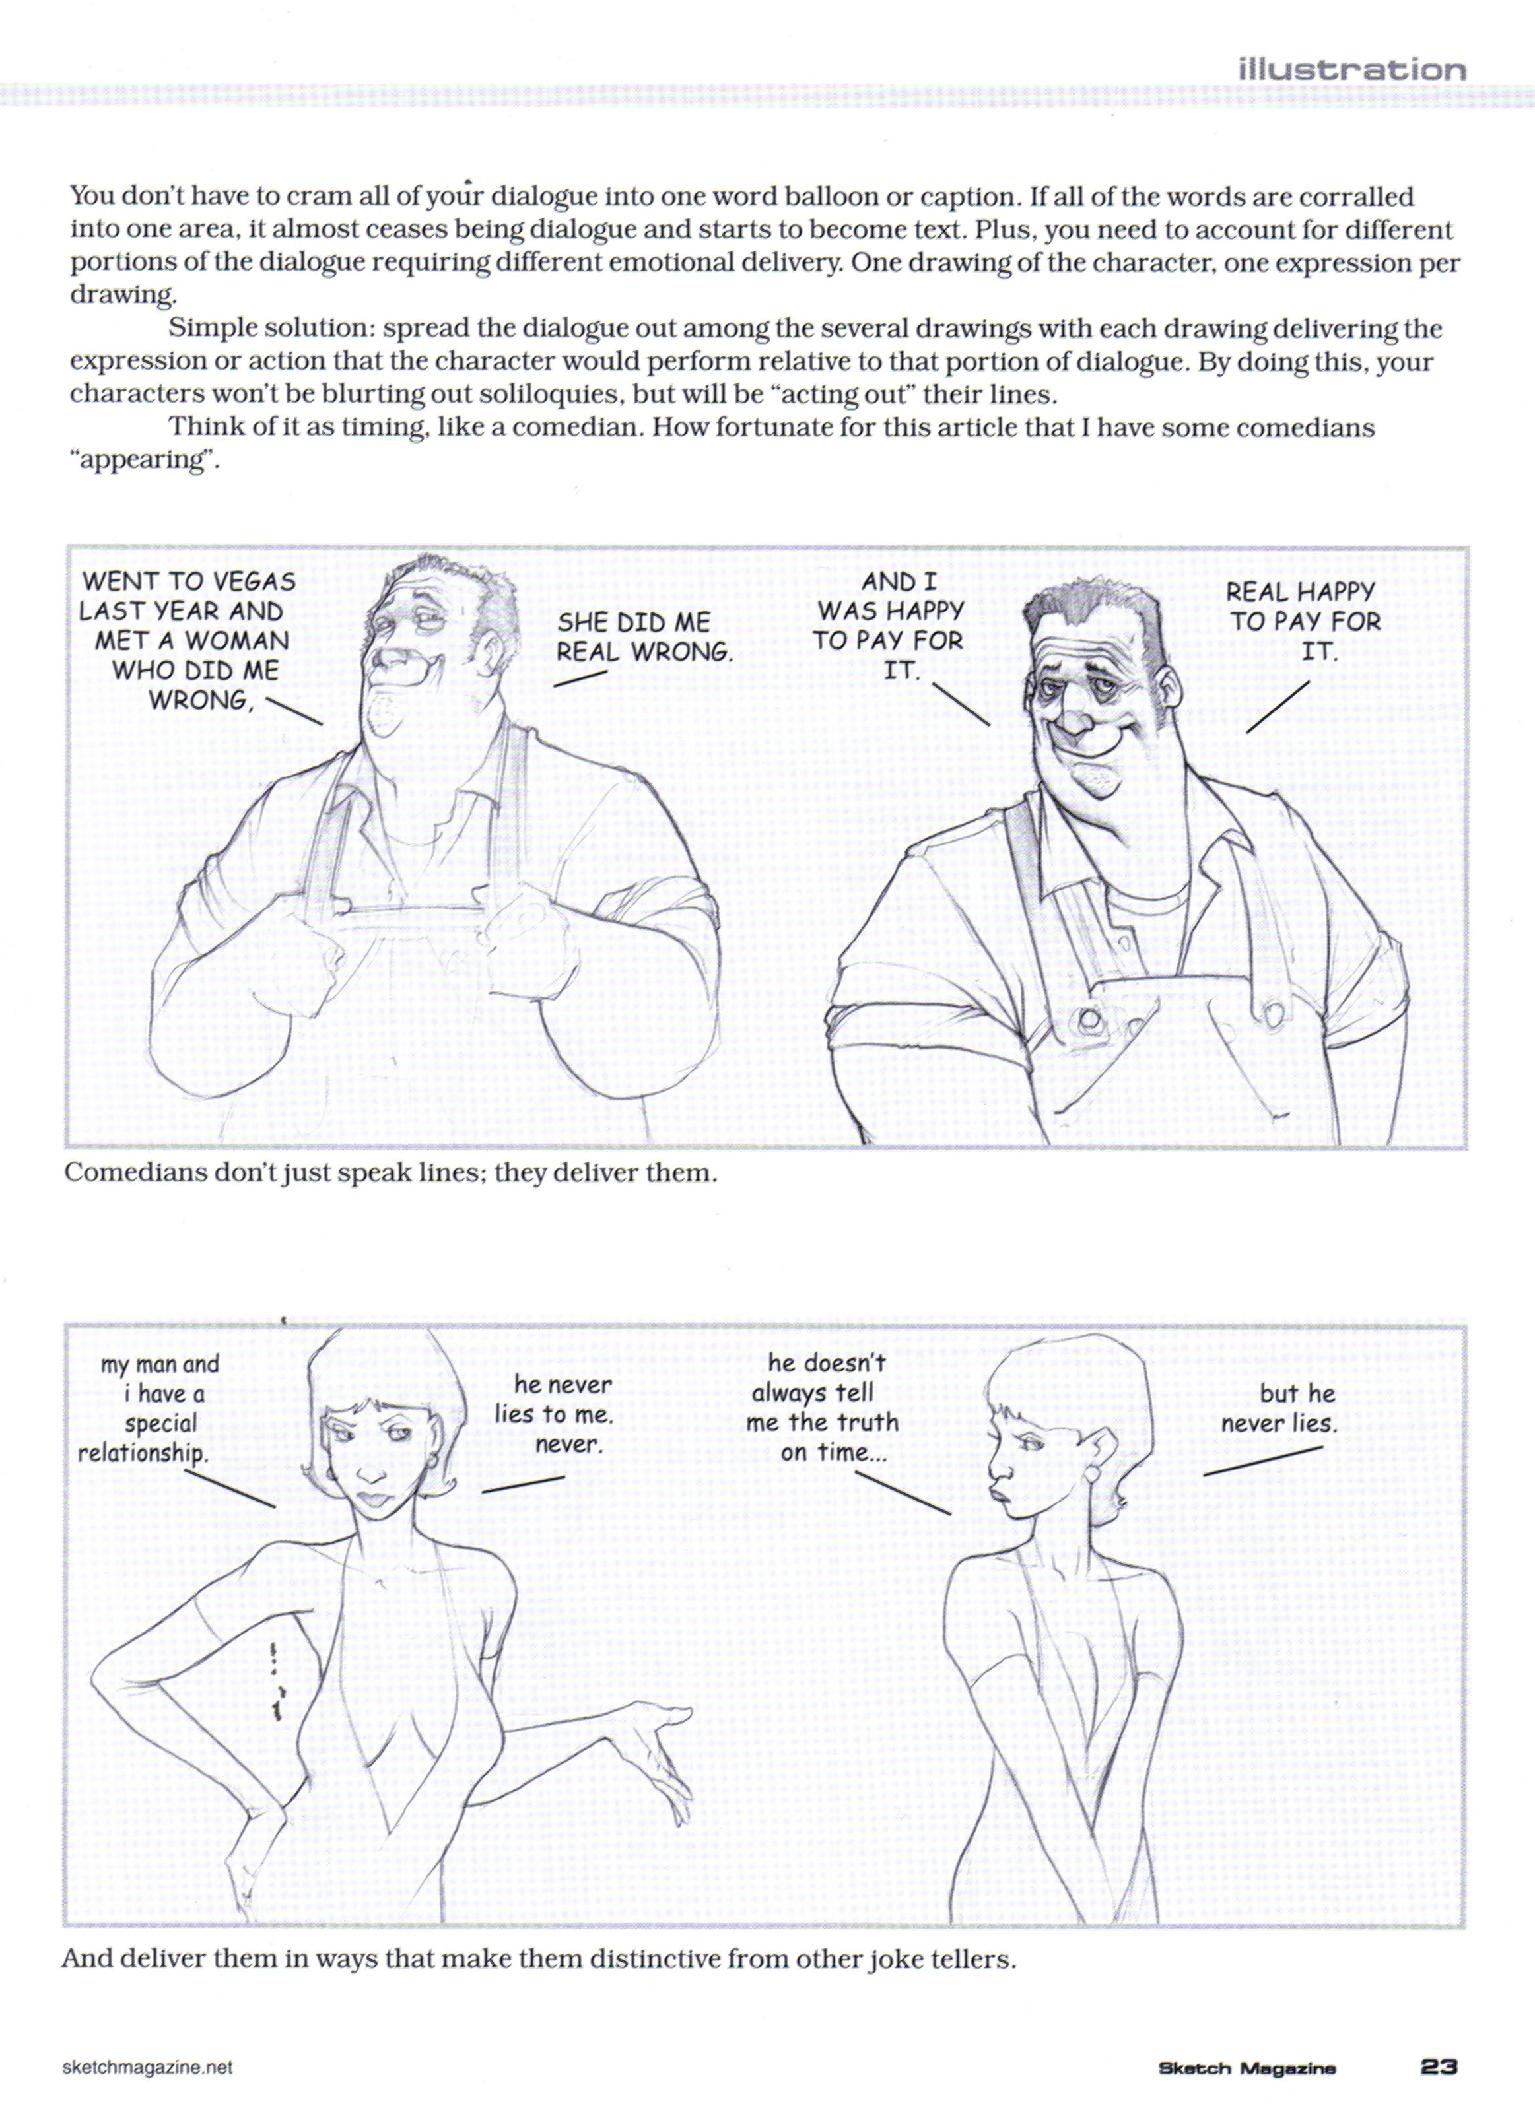 illustration
You don't have to cram all of your dialogue into one word balloon or caption. If all of the words are corralled
into one area, it almost ceases being dialogue and starts to become text. Plus, you need to account for different
portions of the dialogue requiring different emotional delivery. One drawing of the character, one expression per
drawing.
Simple solution: spread the dialogue out among the several drawings with each drawing delivering the
expression or action that the character would perform relative to that portion of dialogue. By doing this, your
characters won't be blurting out soliloquies, but will be “acting out” their lines.
Think of it as timing, like a comedian. How fortunate for this article that I have some comedians
“appearing”.
WENT TO VEGAS
LAST YEAR AND
MET A WOMAN
WHO DID ME
WRONG,
SHE DID ME
REAL WRONG.
AND I
WAS HAPPY
TO PAY FOR
IT.
REAL HAPPY
TO PAY FOR
IT.
Comedians don't just speak lines; they deliver them.
my man and
i have a
special
relationship.
he never
lies to me.
never.
he doesn't
always tell
me the truth
on time...
but he
never lies.
And deliver them in ways that make them distinctive from other joke tellers.
sketchmagazine.net
Sketch Magazine 23